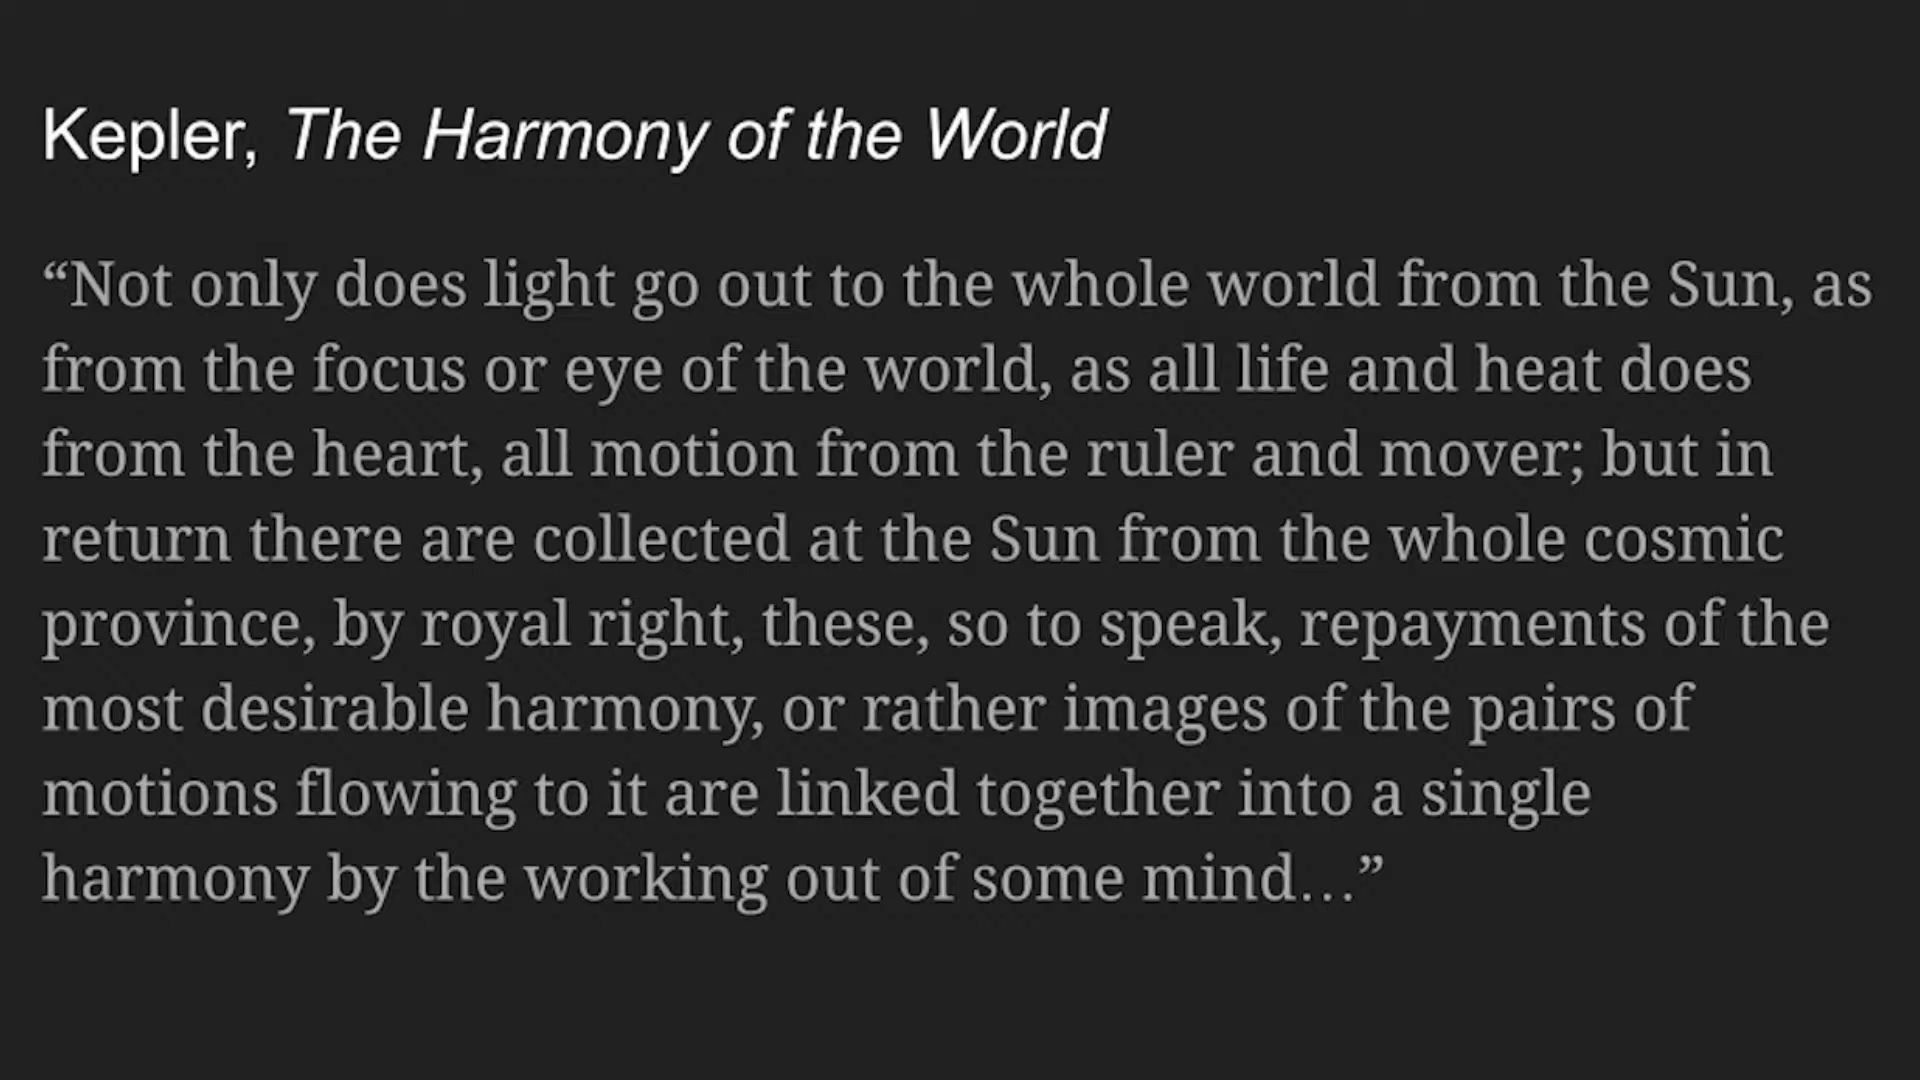 Kepler, The Harmony of the World
“Not only does light go out to the whole world from the Sun, as
from the focus or eye of the world, as all life and heat does
from the heart, all motion from the ruler and mover; but in
return there are collected at the Sun from the whole cosmic
province, by royal right, these, so to speak, repayments of the
most desirable harmony, or rather images of the pairs of
motions flowing to it are linked together into a single
harmony by the working out of some mind…”